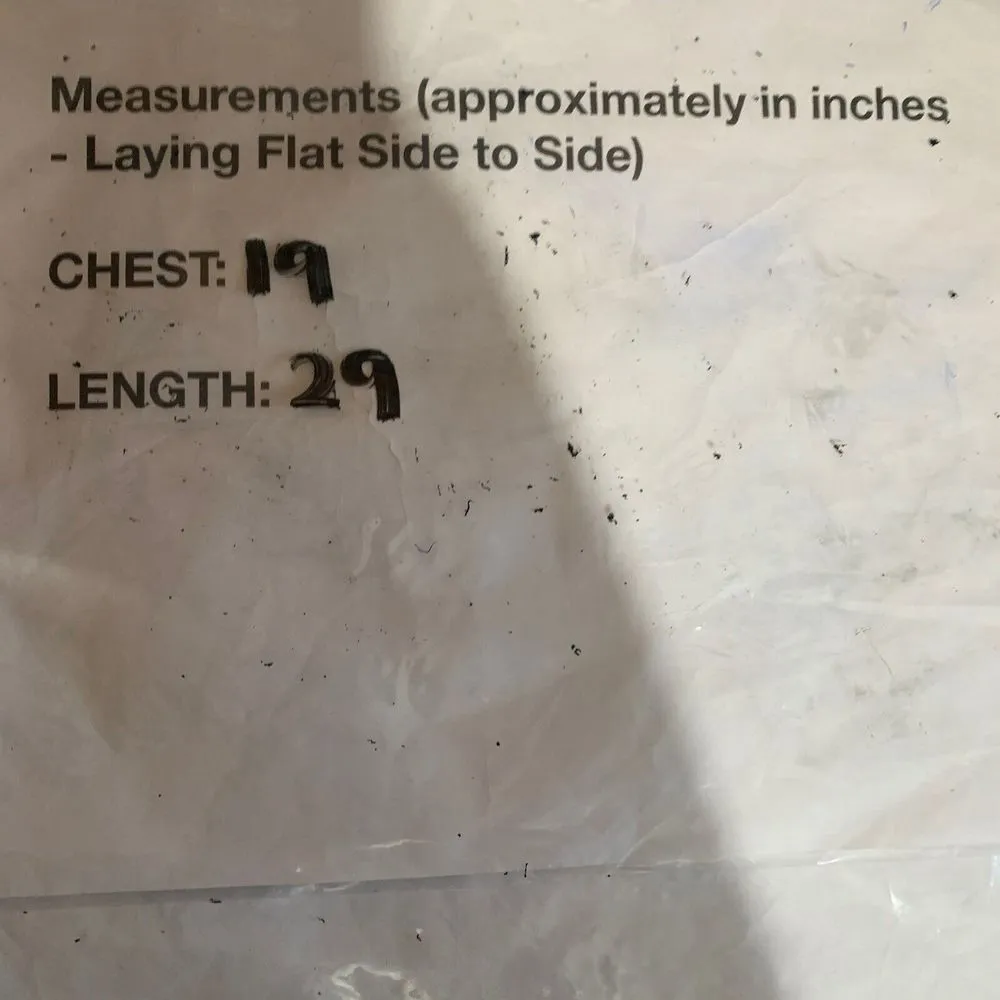 Measurements (approximately in inches
- Laying Flat Side to Side)
CHEST: 19
LENGTH: 29